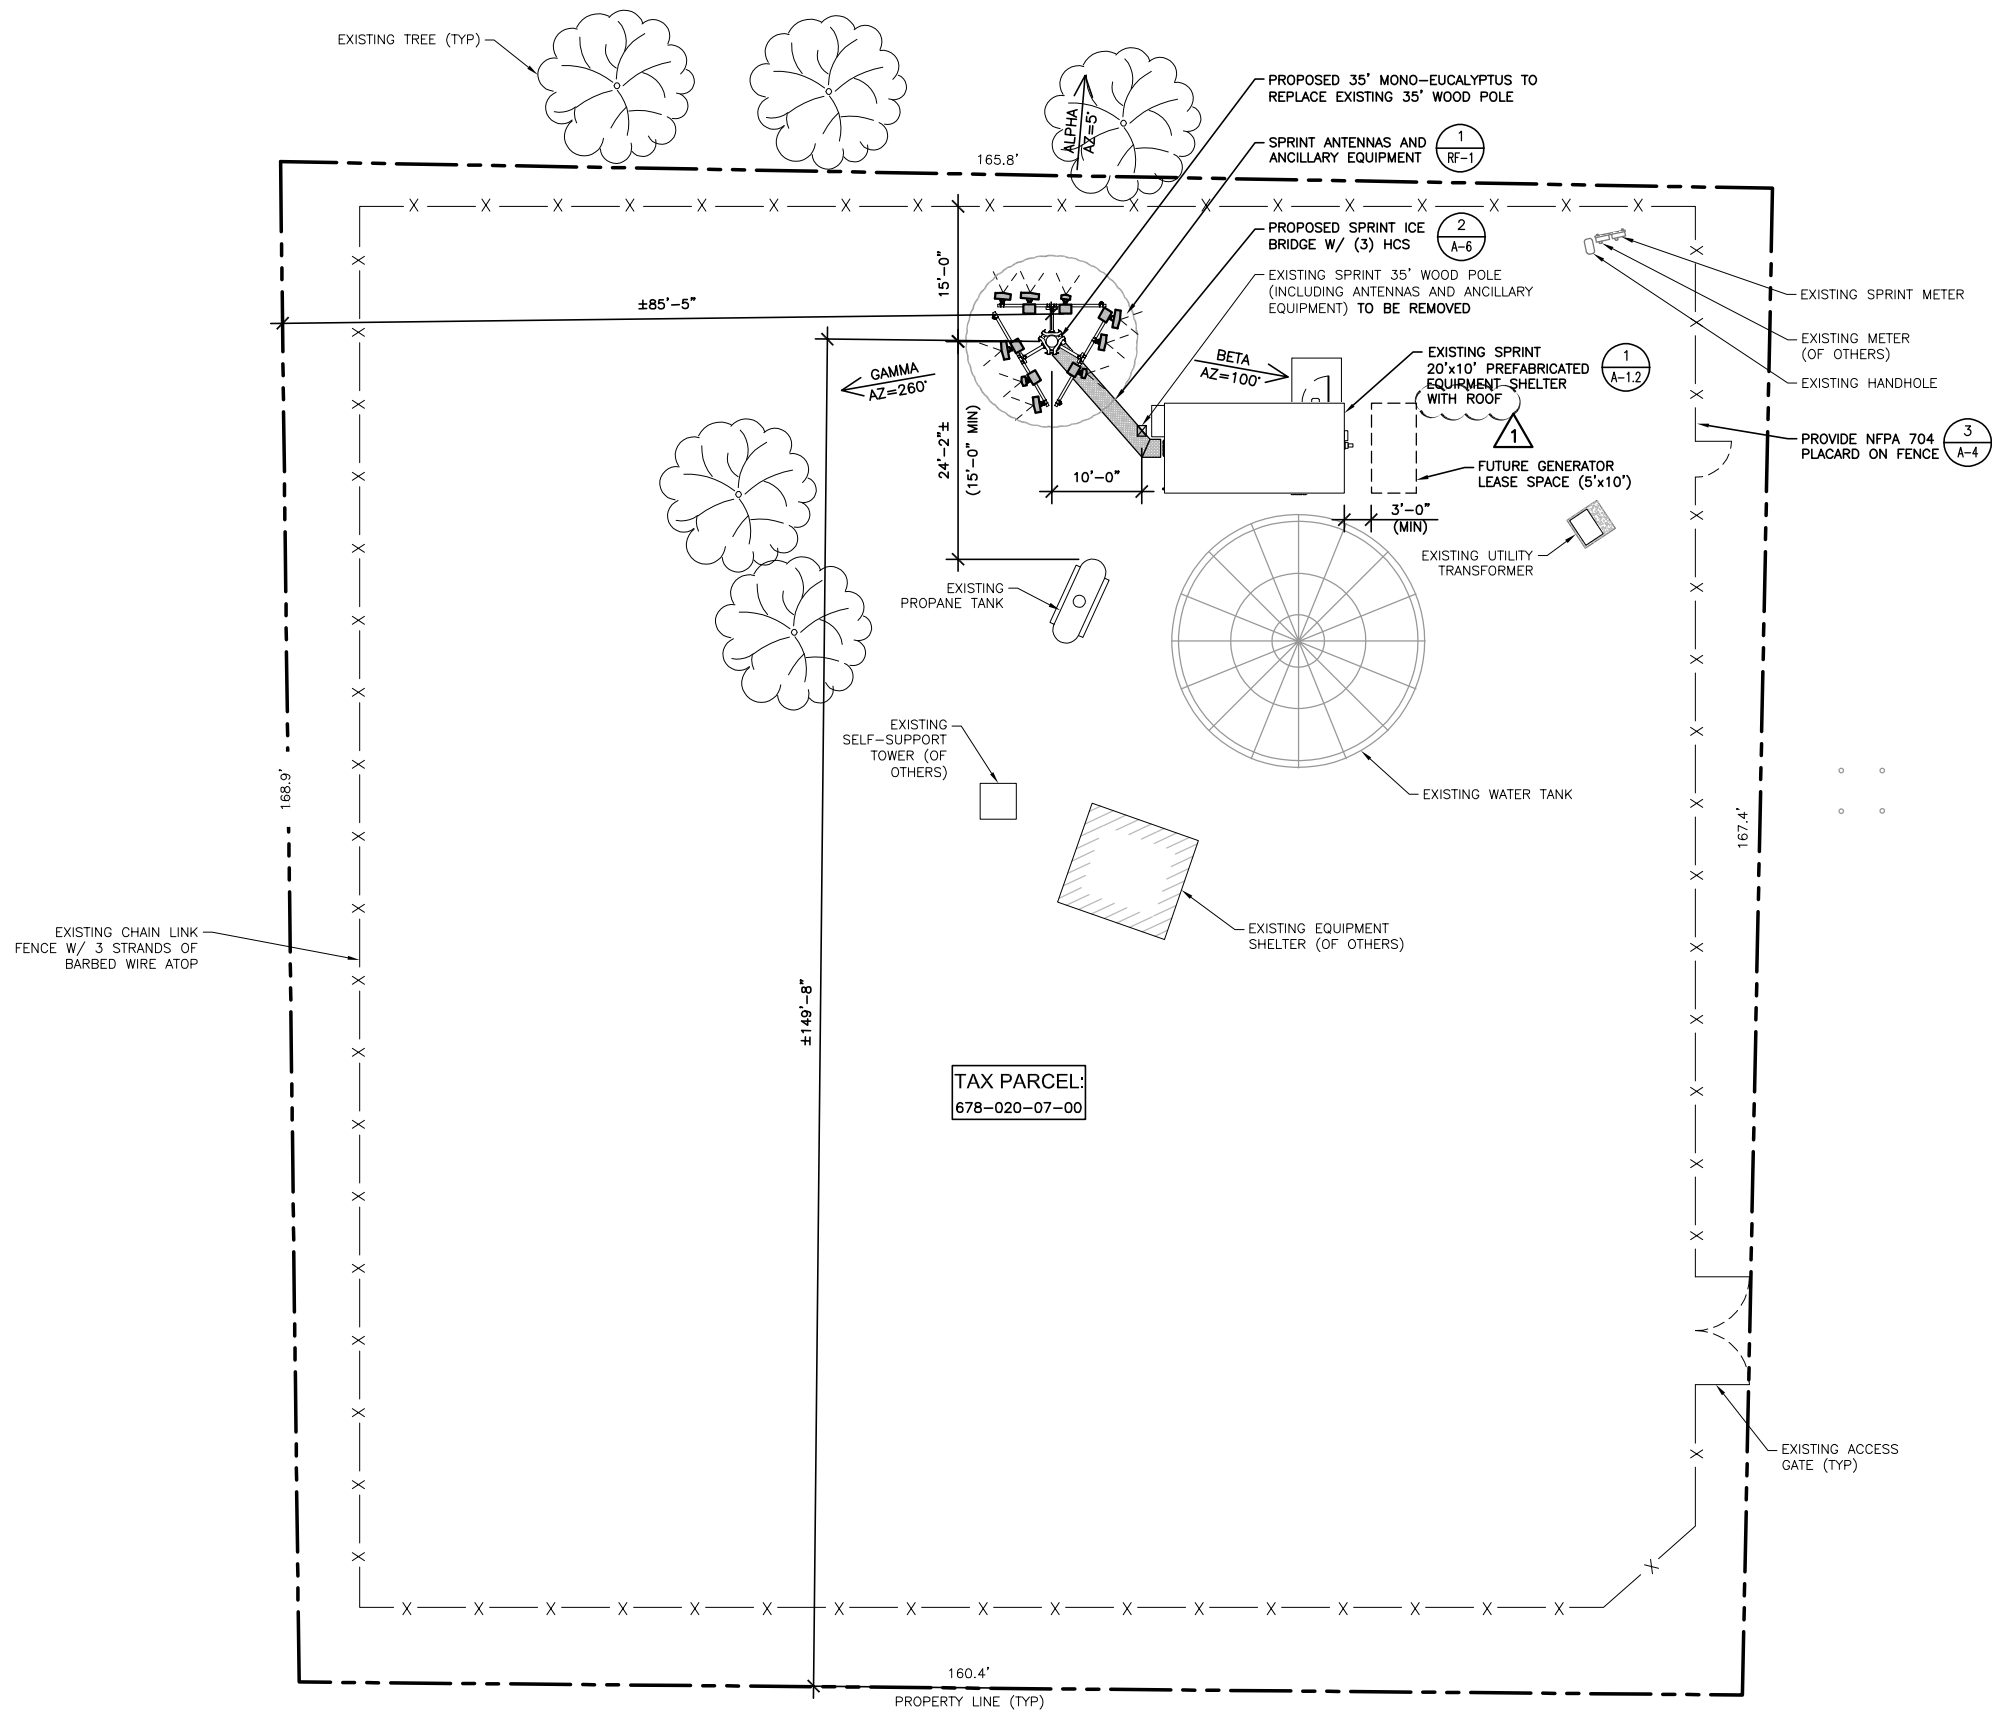 EXISTING TREE (TYP)
ALPHA
AZ=5°
PROPOSED 35' MONO-EUCALYPTUS TO
REPLACE EXISTING 35' WOOD POLE
SPRINT ANTENNAS AND
ANCILLARY EQUIPMENT
1
RF-1
165.8'
PROPOSED SPRINT ICE
BRIDGE W/ (3) HCS
2
A-6
EXISTING SPRINT 35' WOOD POLE
(INCLUDING ANTENNAS AND ANCILLARY
EQUIPMENT) TO BE REMOVED
15'-0"
±85'-5"
EXISTING SPRINT METER
EXISTING METER
(OF OTHERS)
EXISTING HANDHOLE
GAMMA
AZ=260°
BETA
AZ=100°
EXISTING SPRINT
20'x10' PREFABRICATED
EQUIPMENT SHELTER
WITH ROOF
1
A-1.2
1
PROVIDE NFPA 704
PLACARD ON FENCE
3
A-4
24'-2"±
(15'-0" MIN)
10'-0"
FUTURE GENERATOR
LEASE SPACE (5'x10')
3'-0"
(MIN)
EXISTING UTILITY
TRANSFORMER
EXISTING
PROPANE TANK
EXISTING
SELF-SUPPORT
TOWER (OF
OTHERS)
EXISTING WATER TANK
168.9'
167.4'
EXISTING CHAIN LINK
FENCE W/ 3 STRANDS OF
BARBED WIRE ATOP
EXISTING EQUIPMENT
SHELTER (OF OTHERS)
±149'-8"
TAX PARCEL:
678-020-07-00
EXISTING ACCESS
GATE (TYP)
160.4'
PROPERTY LINE (TYP)